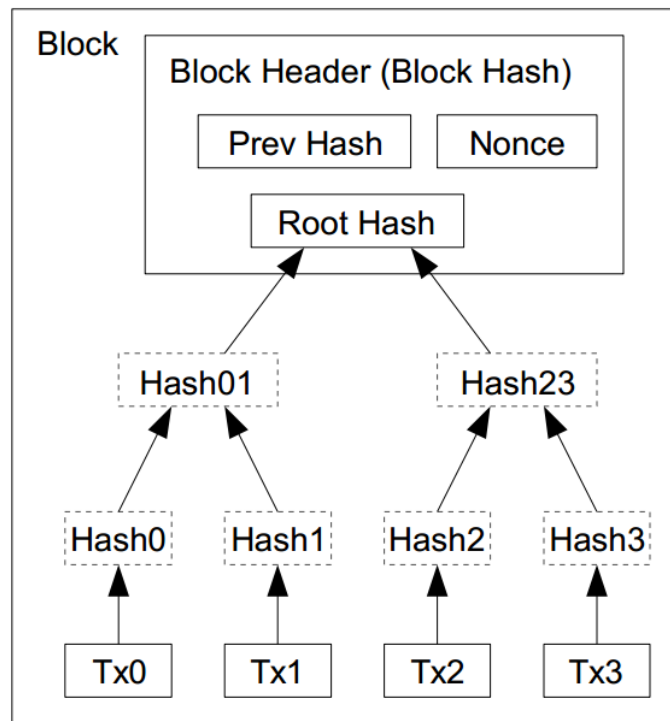 Block
Block Header (Block Hash)
Prev Hash
Nonce
Root Hash
Hash01
Hash23
Hash0
Hash1
Hash2
Hash3
Tx0
Tx1
Tx2
Tx3